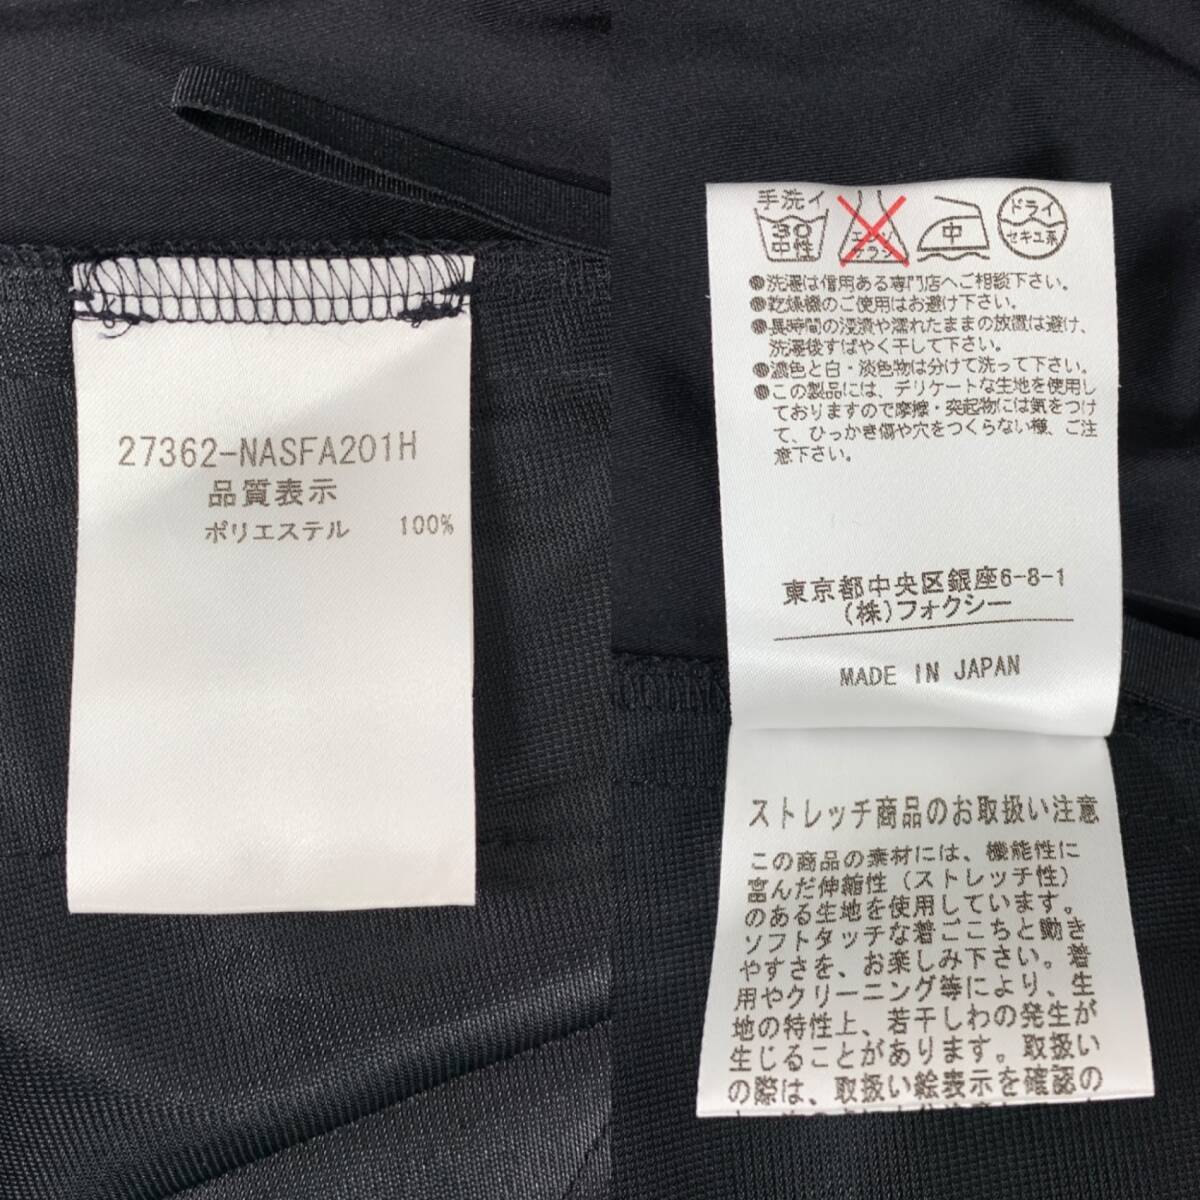 27362-NASFA201H
品質表示
ポリエステル 100%
手洗イ
30
中性
エンソ
サラシ
中
ドライ
セキユ系
●洗濯は信用ある専門店へご相談下さい。
●乾燥機のご使用はお避け下さい。
●長時間の浸漬や濡れたままの放置は避け、
洗濯後すばやく干して下さい。
●濃色と白・淡色物は分けて洗って下さい。
●この製品には、デリケートな生地を使用し
ておりますので摩擦・突起物には気をつけ
て、ひっかき傷や穴をつくらない様、ご注
意下さい。
東京都中央区銀座6-8-1
(株)フォクシー
MADE IN JAPAN
ストレッチ商品のお取扱い注意
この商品の素材には、機能性に
富んだ伸縮性(ストレッチ性)
のある生地を使用しています。
ソフトタッチな着ごこちと動き
やすさを、お楽しみ下さい。着
用やクリーニング等により、生
地の特性上、若干しわの発生が
生じることがあります。取扱い
の際は、取扱い絵表示を確認の